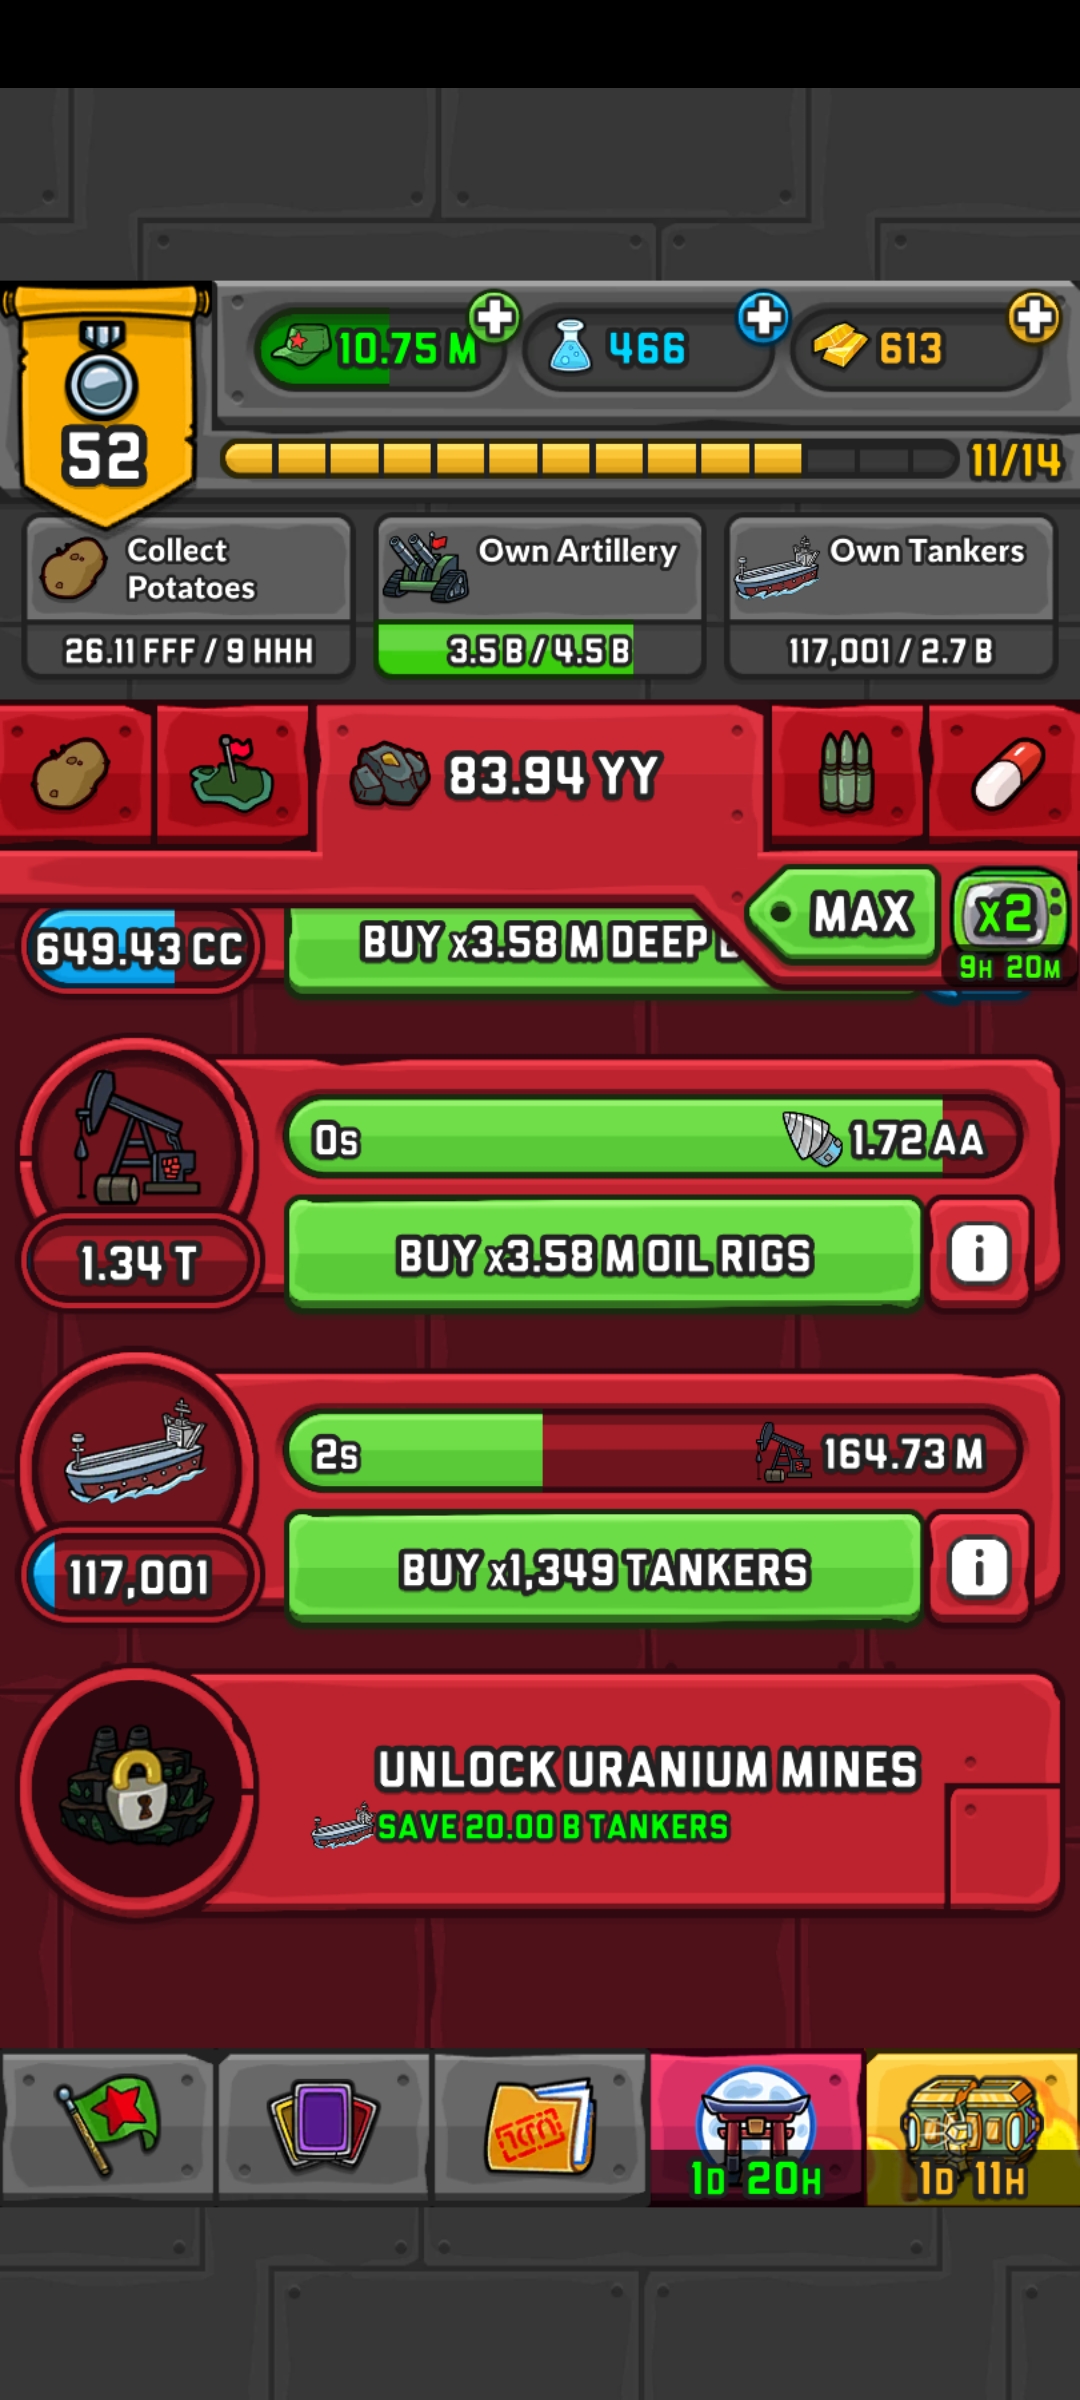 10.75 M
466
613
52
11/14
Collect
Potatoes
26.11 FFF / 9 HHH
Own Artillery
3.5 B / 4.5 B
Own Tankers
117,001 / 2.7 B
83.94 YY
MAX
x2
9H 20M
649.43 CC
BUY x3.58 M DEEP
0s
1.72 AA
1.34 T
BUY x3.58 M OIL RIGS
i
2s
164.73 M
117,001
BUY x1,349 TANKERS
i
UNLOCK URANIUM MINES
SAVE 20.00 B TANKERS
1D 20H
1D 11H